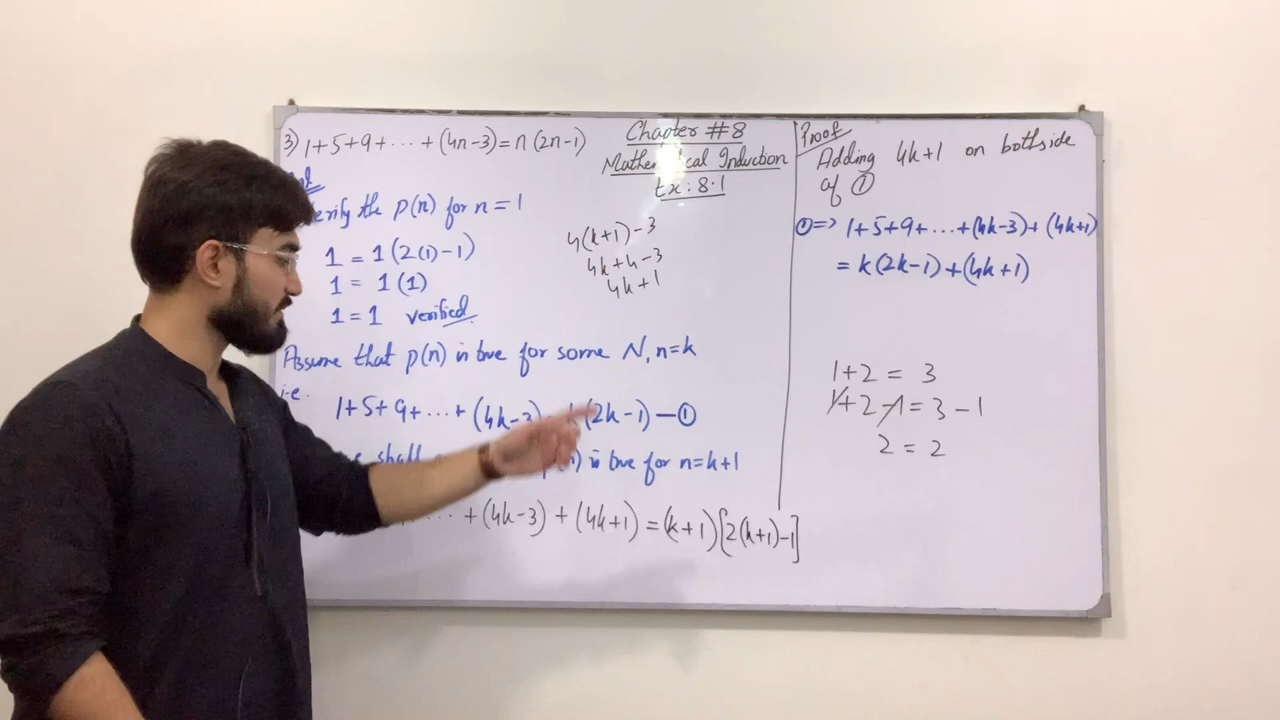 3) 1+5+9+ ··· + (4n-3) = n (2n-1)
Chapter #8
Mathematical Induction
Ex: 8.1
erify the p(n) for n = 1
1 = 1 (2(1) -1)
1 = 1 (1)
1 = 1 verified
4(k+1) -3
4k+4-3
4k+1
Assume that p(n) is true for some N, n=k
i.e.
1+5+9+ ··· + (4k-3) (2k-1) — ①
shall is true for n=k+1
··· + (4k-3) + (4k+1) = (k+1) [2(k+1)-1]
Proof
Adding 4k+1 on bothside
of ①
①=> 1+5+9+ ··· + (4k-3) + (4k+1)
= k(2k-1) + (4k+1)
1+2 = 3
1+2-1 = 3-1
2 = 2